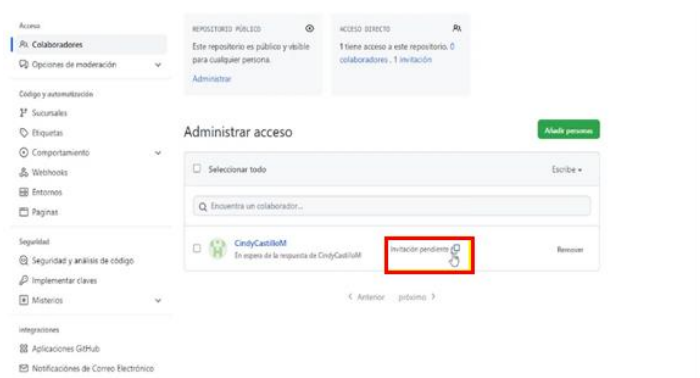 Acceso
Colaboradores
Opciones de moderación
Código y automatización
Sucursales
Etiquetas
Comportamiento
Webhooks
Entornos
Paginas
Seguridad
Seguridad y análisis de código
Implementar claves
Misterios
integraciones
Aplicaciones GitHub
Notificaciónes de Correo Electrónico
REPOSITORIO PÚBLICO
Este repositorio es público y visible
para cualquier persona.
Administrar
ACCESO DIRECTO
1 tiene acceso a este repositorio. 0
colaboradores . 1 invitación
Administrar acceso
Añadir personas
Seleccionar todo
Escribe
Encuentra un colaborador...
CindyCastilloM
En espera de la respuesta de CindyCastilloM
Invitación pendiente
Remover
Anterior próximo